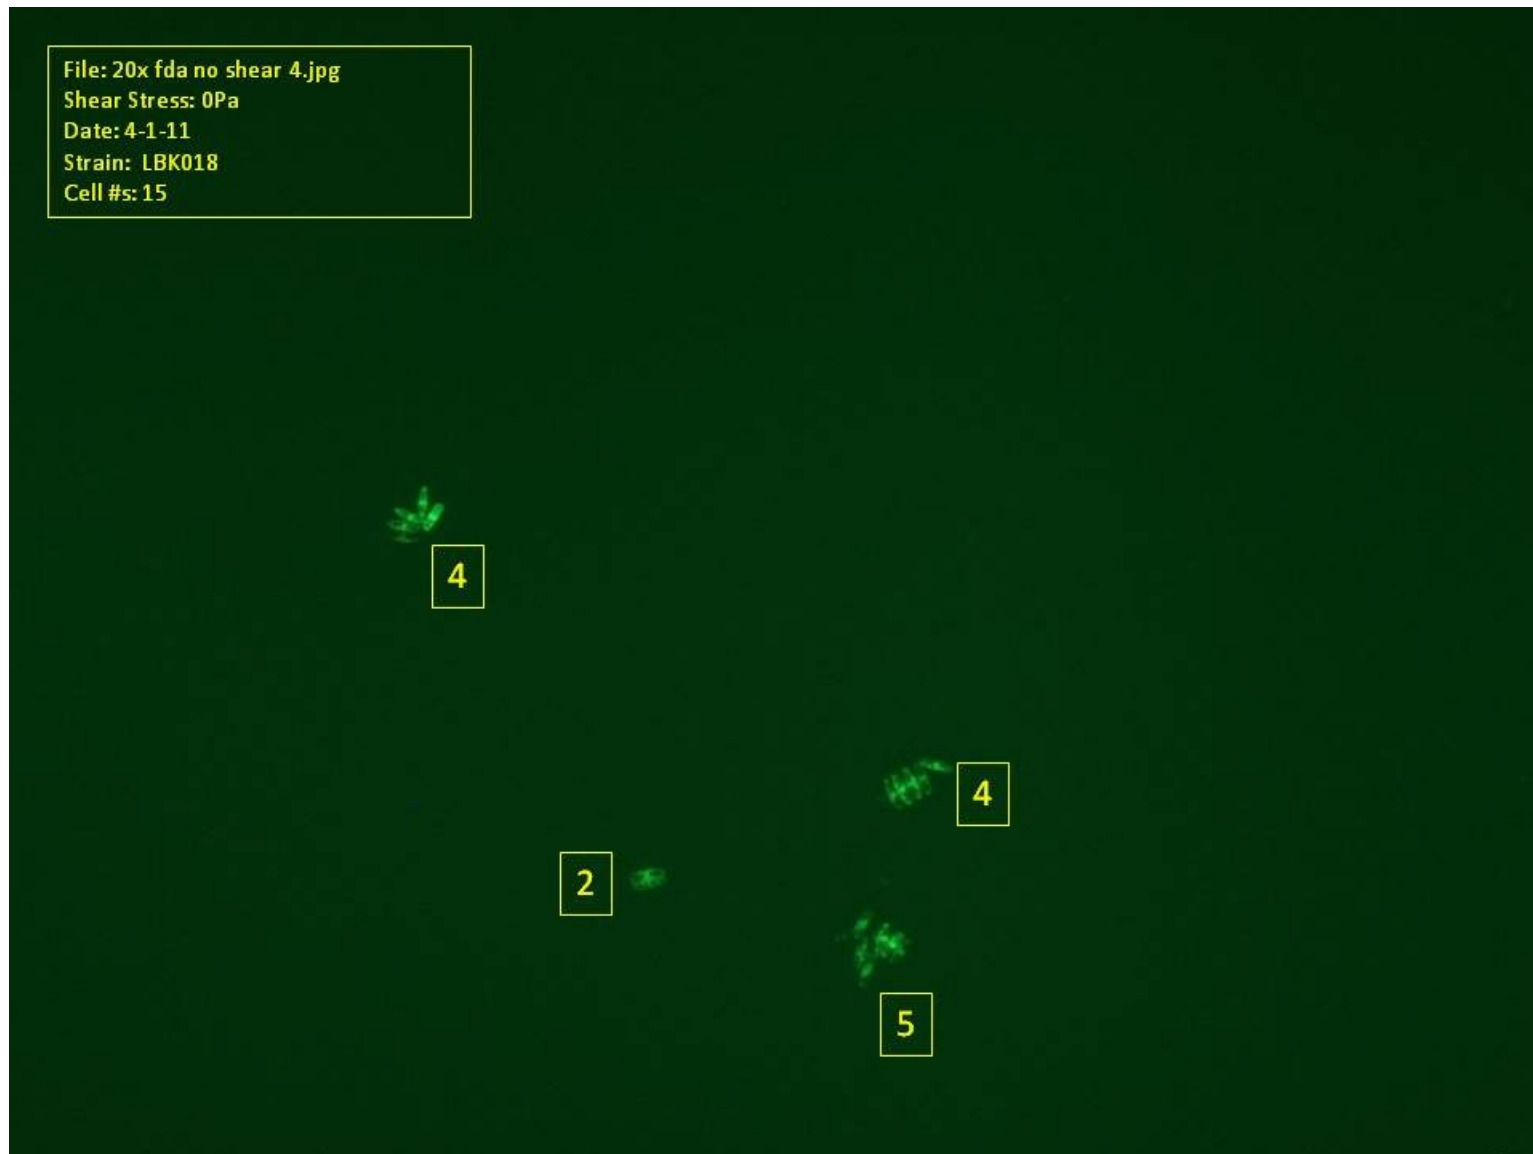 File: 20x fda no shear 4.jpg
Shear Stress: 0Pa
Date: 4-1-11
Strain: LBK018
Cell #s: 15
4
4
2
5